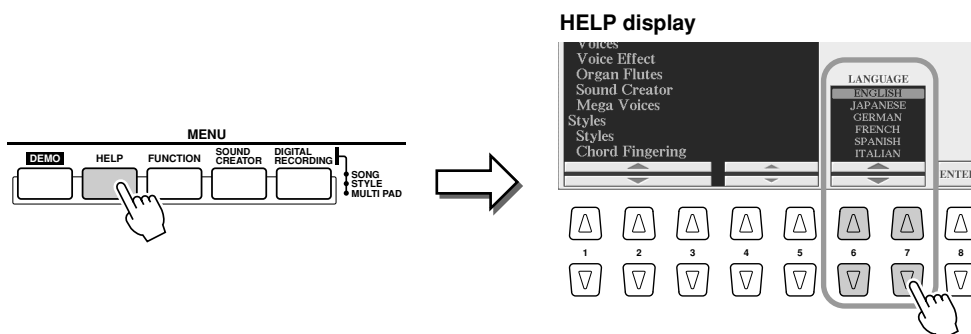 HELP display
MENU
DEMO
HELP
FUNCTION
SOUND
CREATOR
DIGITAL
RECORDING
SONG
STYLE
MULTI PAD
Voices
Voice Effect
Organ Flutes
Sound Creator
Mega Voices
Styles
Styles
Chord Fingering
LANGUAGE
ENGLISH
JAPANESE
GERMAN
FRENCH
SPANISH
ITALIAN
ENTE
1 2 3 4 5 6 7 8